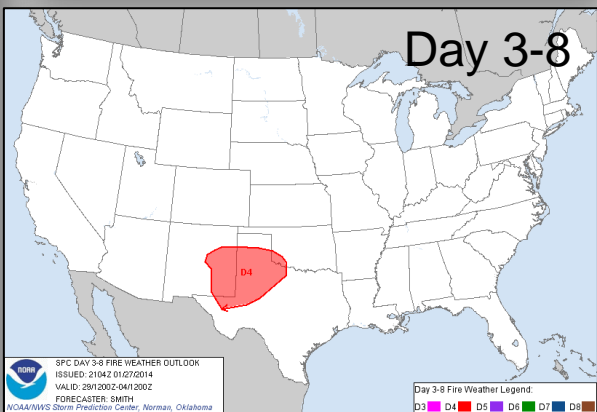 Day 3-8
D4
SPC DAY 3-8 FIRE WEATHER OUTLOOK
ISSUED: 2104Z 01/27/2014
VALID: 29/1200Z-04/1200Z
FORECASTER: SMITH
NOAA/NWS Storm Prediction Center, Norman, Oklahoma
NOAA
Day 3-8 Fire Weather Legend:
D3 D4 D5 D6 D7 D8